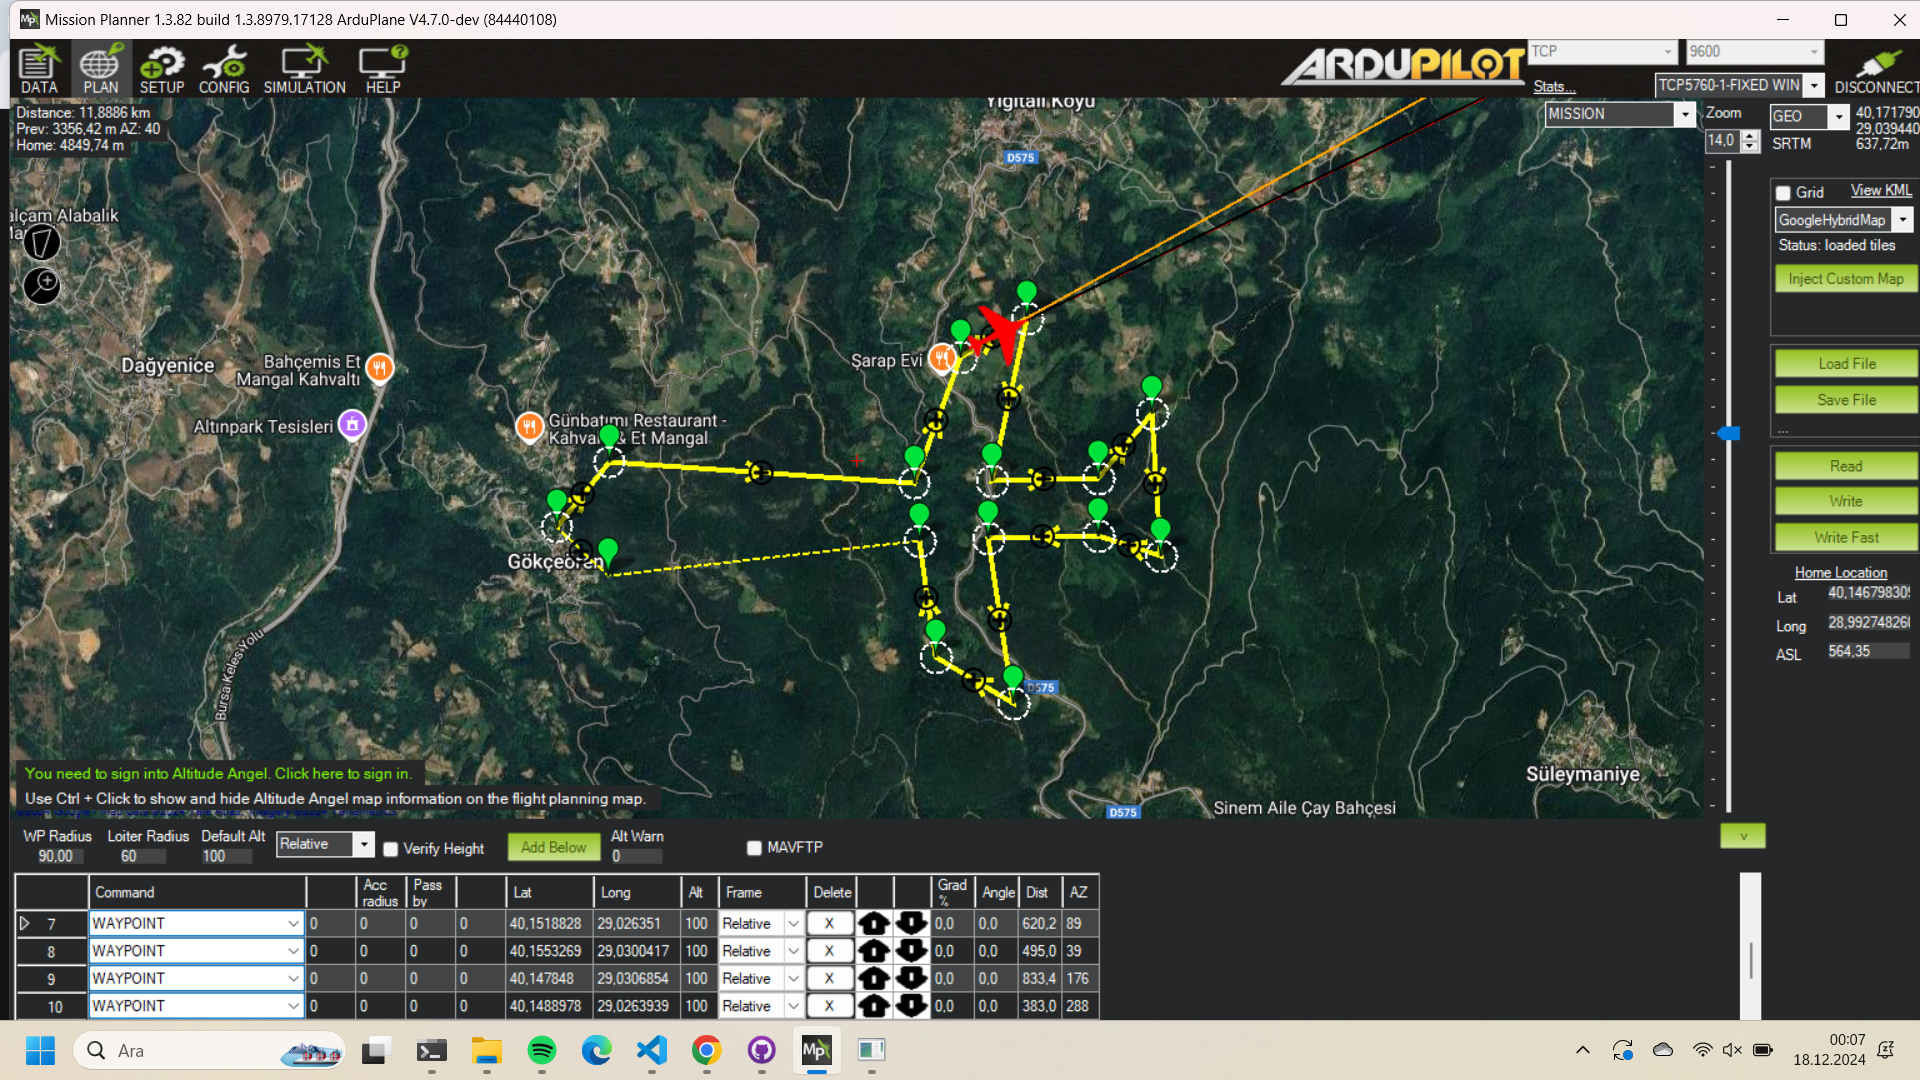 Mission Planner 1.3.82 build 1.3.8979.17128 ArduPlane V4.7.0-dev (84440108)
DATA PLAN SETUP CONFIG SIMULATION HELP
ARDUPILOT
TCP 9600
Stats... TCP5760-1-FIXED WIN DISCONNECT
Distance: 11,8886 km
Prev: 3356,42 m AZ: 40
Home: 4849,74 m
Yiğitali Köyü
MISSION
Zoom
14,0
GEO
40,171790
29,039440
SRTM 637,72m
Grid View KML
GoogleHybridMap
Status: loaded tiles
Inject Custom Map
Load File
Save File
...
Read
Write
Write Fast
Home Location
Lat 40,14679830
Long 28,99274826
ASL 564,35
D575
alçam Alabalık
Dağyenice
Bahçemis Et
Mangal Kahvaltı
Altınpark Tesisleri
Günbatımı Restaurant -
Kahval & Et Mangal
Şarap Evi
Gökçeören
Bursa Keles Yolu
D575
Süleymaniye
Sinem Aile Çay Bahçesi
D575
You need to sign into Altitude Angel. Click here to sign in.
Use Ctrl + Click to show and hide Altitude Angel map information on the flight planning map.
WP Radius Loiter Radius Default Alt Relative Verify Height Add Below Alt Warn MAVFTP v
90,00 60 100 0
Command Acc radius Pass by Lat Long Alt Frame Delete Grad % Angle Dist AZ
7 WAYPOINT 0 0 0 0 40,1518828 29,026351 100 Relative X 0,0 0,0 620,2 89
8 WAYPOINT 0 0 0 0 40,1553269 29,0300417 100 Relative X 0,0 0,0 495,0 39
9 WAYPOINT 0 0 0 0 40,147848 29,0306854 100 Relative X 0,0 0,0 833,4 176
10 WAYPOINT 0 0 0 0 40,1488978 29,0263939 100 Relative X 0,0 0,0 383,0 288
Ara
Mp
00:07
18.12.2024